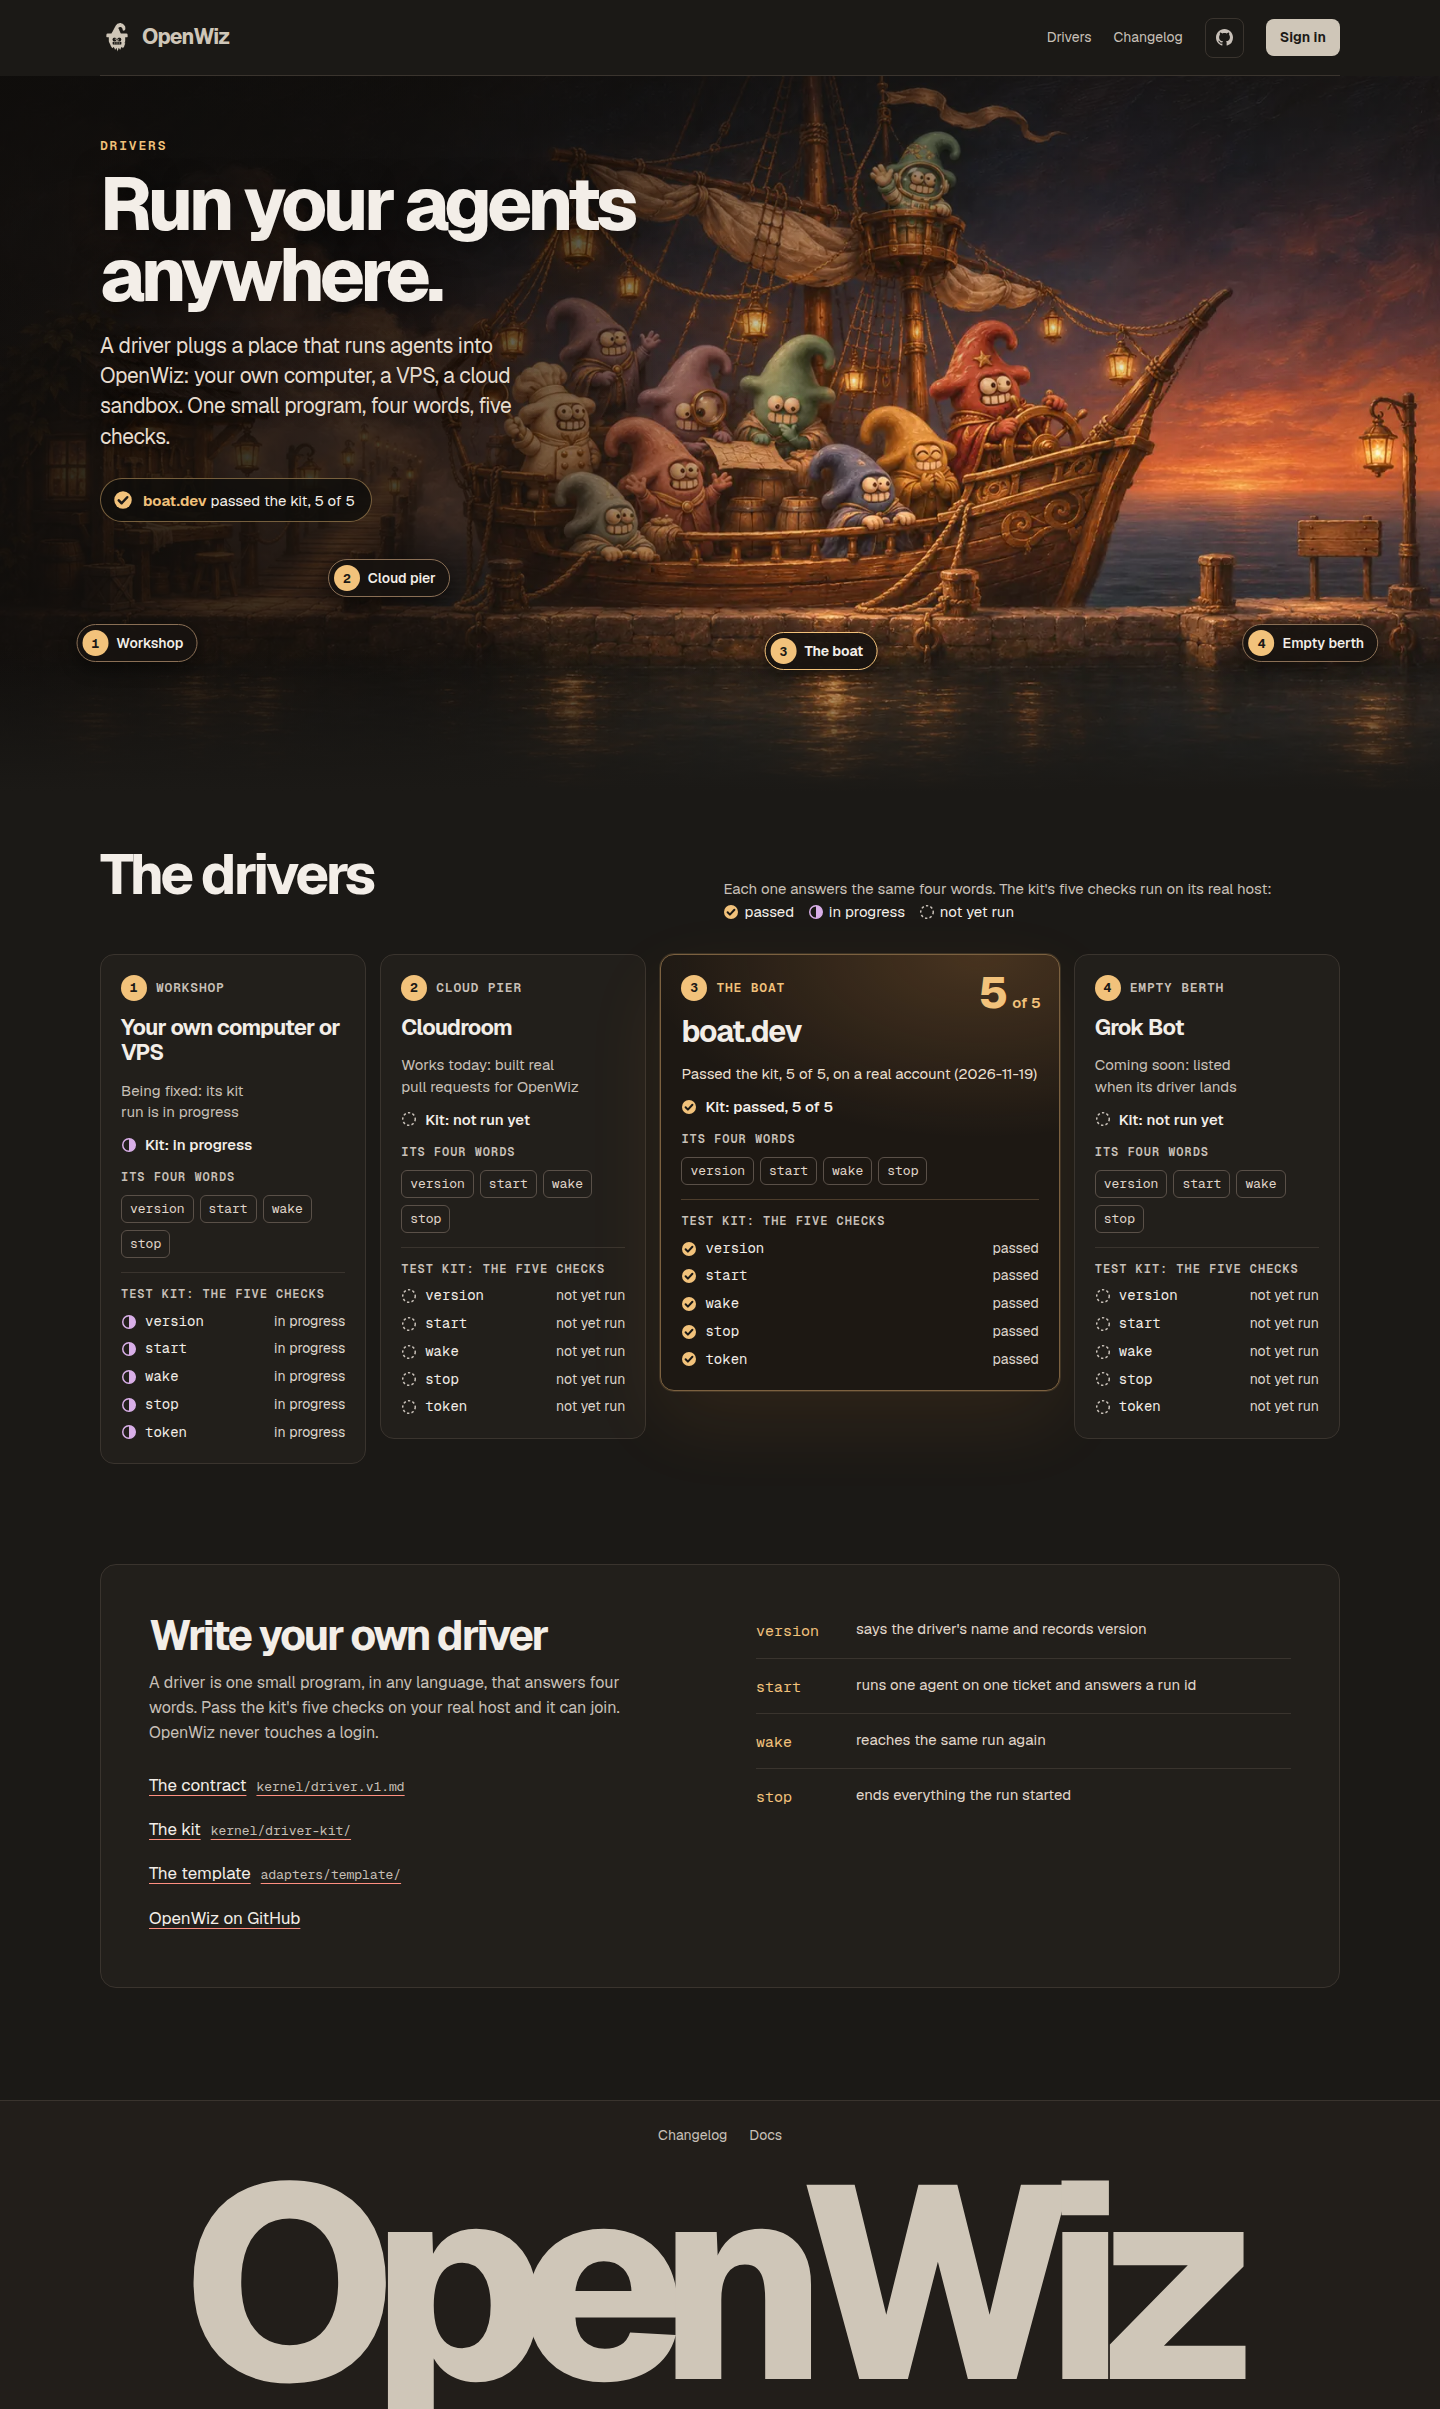 OpenWiz
Drivers
Changelog
Sign in
DRIVERS
Run your agents
anywhere.
A driver plugs a place that runs agents into
OpenWiz: your own computer, a VPS, a cloud
sandbox. One small program, four words, five
checks.
boat.dev passed the kit, 5 of 5
2 Cloud pier
1 Workshop
3 The boat
4 Empty berth
The drivers
Each one answers the same four words. The kit's five checks run on its real host:
passed in progress not yet run
1 WORKSHOP
Your own computer or
VPS
Being fixed: its kit
run is in progress
Kit: in progress
ITS FOUR WORDS
version start wake
stop
TEST KIT: THE FIVE CHECKS
version in progress
start in progress
wake in progress
stop in progress
token in progress
2 CLOUD PIER
Cloudroom
Works today: built real
pull requests for OpenWiz
Kit: not run yet
ITS FOUR WORDS
version start wake
stop
TEST KIT: THE FIVE CHECKS
version not yet run
start not yet run
wake not yet run
stop not yet run
token not yet run
3 THE BOAT
5 of 5
boat.dev
Passed the kit, 5 of 5, on a real account (2026-11-19)
Kit: passed, 5 of 5
ITS FOUR WORDS
version start wake stop
TEST KIT: THE FIVE CHECKS
version passed
start passed
wake passed
stop passed
token passed
4 EMPTY BERTH
Grok Bot
Coming soon: listed
when its driver lands
Kit: not run yet
ITS FOUR WORDS
version start wake
stop
TEST KIT: THE FIVE CHECKS
version not yet run
start not yet run
wake not yet run
stop not yet run
token not yet run
Write your own driver
A driver is one small program, in any language, that answers four
words. Pass the kit's five checks on your real host and it can join.
OpenWiz never touches a login.
The contract kernel/driver.v1.md
The kit kernel/driver-kit/
The template adapters/template/
OpenWiz on GitHub
version says the driver's name and records version
start runs one agent on one ticket and answers a run id
wake reaches the same run again
stop ends everything the run started
Changelog Docs
OpenWiz